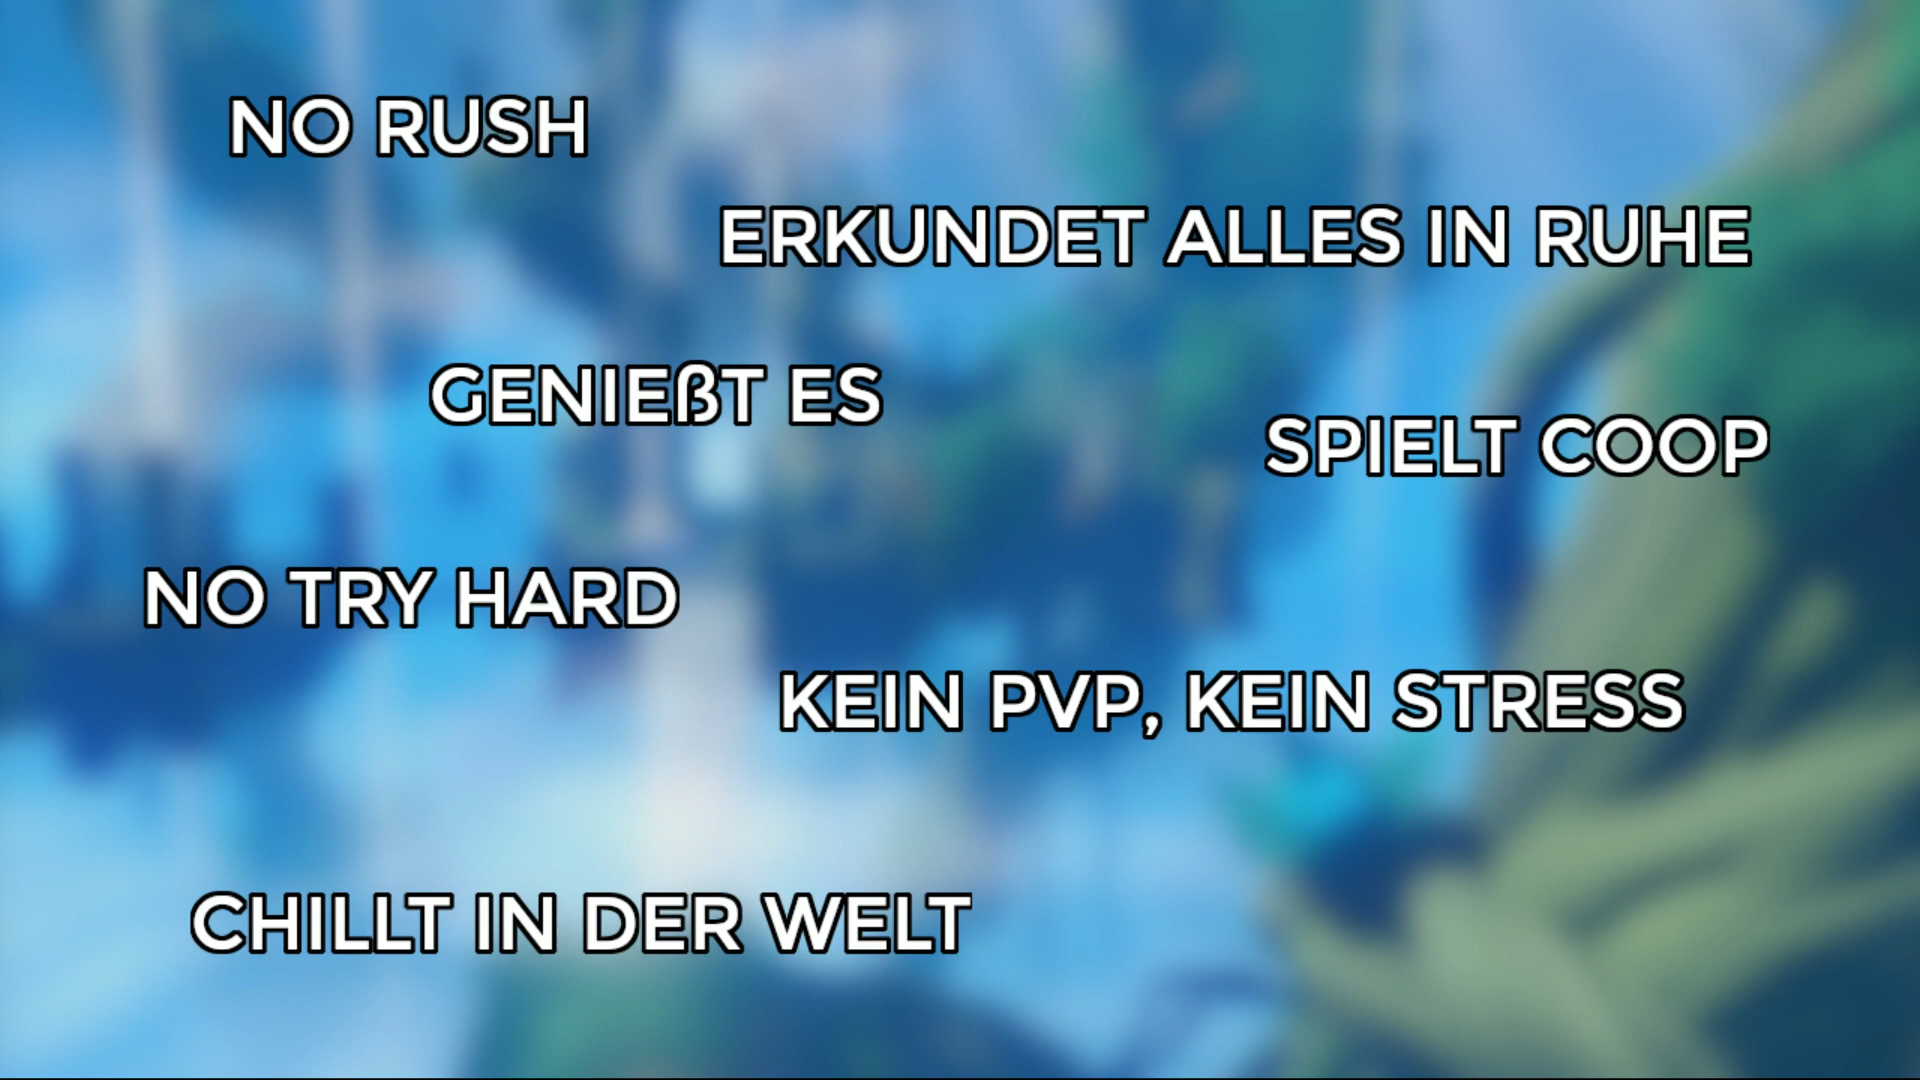 NO RUSH
ERKUNDET ALLES IN RUHE
GENIEßT ES
SPIELT COOP
NO TRY HARD
KEIN PVP, KEIN STRESS
CHILLT IN DER WELT